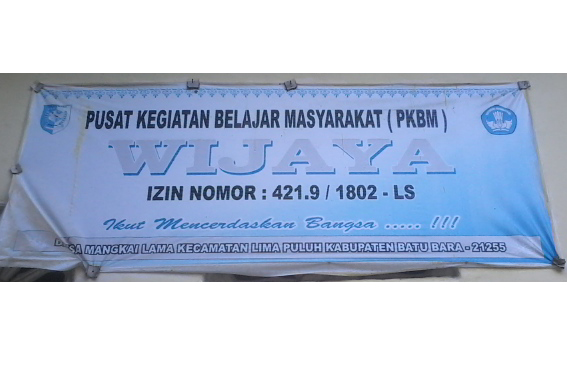 PUSAT KEGIATAN BELAJAR MASYARAKAT ( PKBM )
WIJAYA
IZIN NOMOR : 421.9 / 1802 - LS
Ikut Mencerdaskan Bangsa ..... !!!
DESA MANGKAI LAMA KECAMATAN LIMA PULUH KABUPATEN BATU BARA - 21255